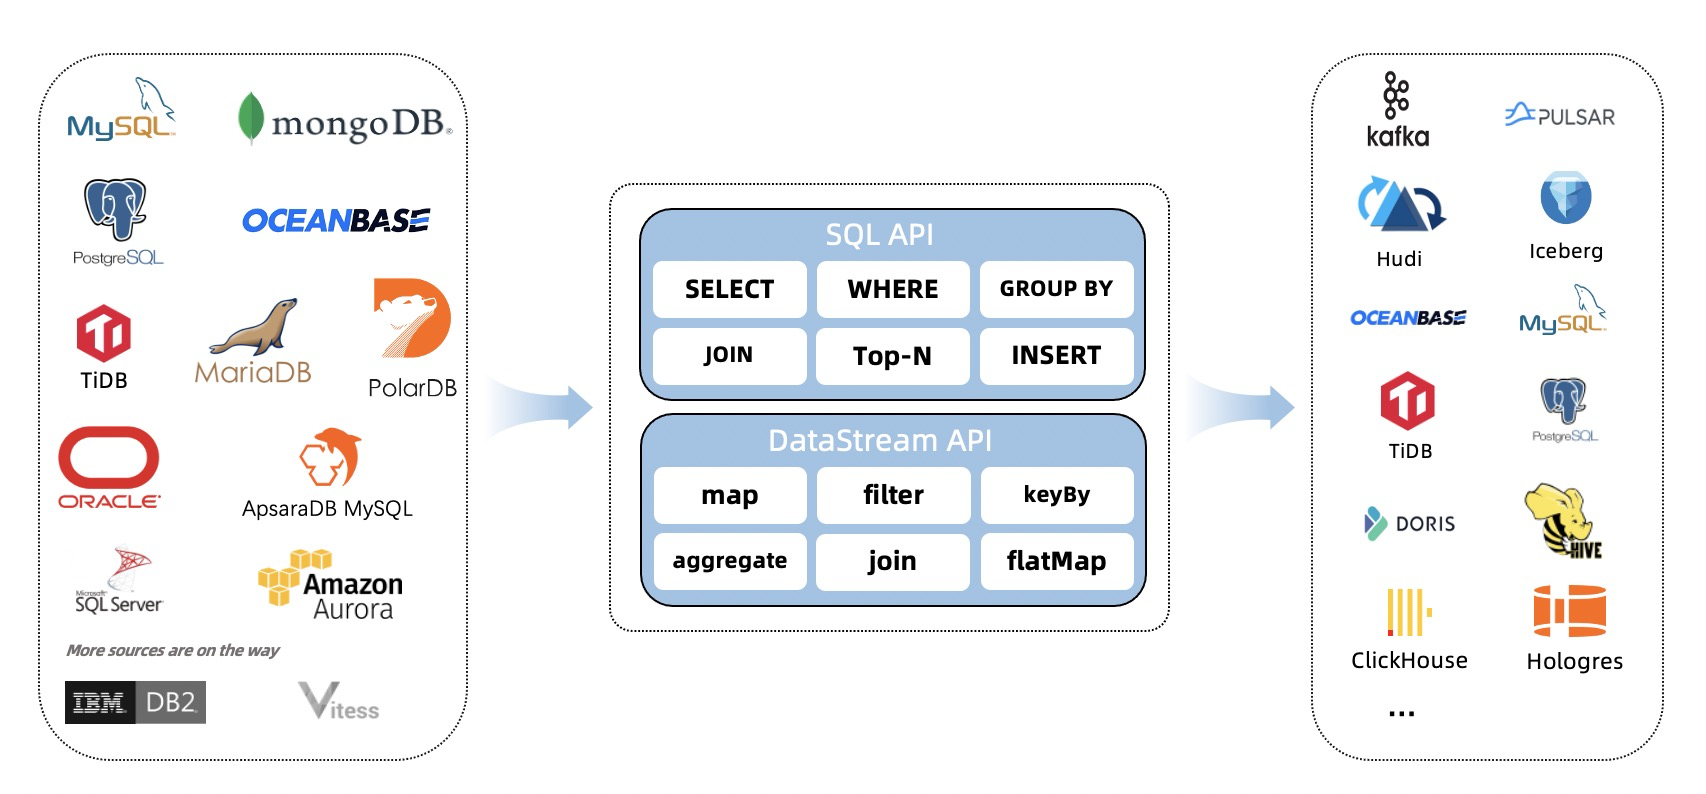 MySQL
mongoDB
PostgreSQL
OCEANBASE
TiDB
MariaDB
PolarDB
ORACLE
ApsaraDB MySQL
Microsoft
SQL Server
Amazon
Aurora
More sources are on the way
IBM DB2
Vitess
SQL API
SELECT WHERE GROUP BY
JOIN Top-N INSERT
DataStream API
map filter keyBy
aggregate join flatMap
kafka
PULSAR
Hudi
Iceberg
OCEANBASE
MySQL
TiDB
PostgreSQL
DORIS
HIVE
ClickHouse
Hologres
...